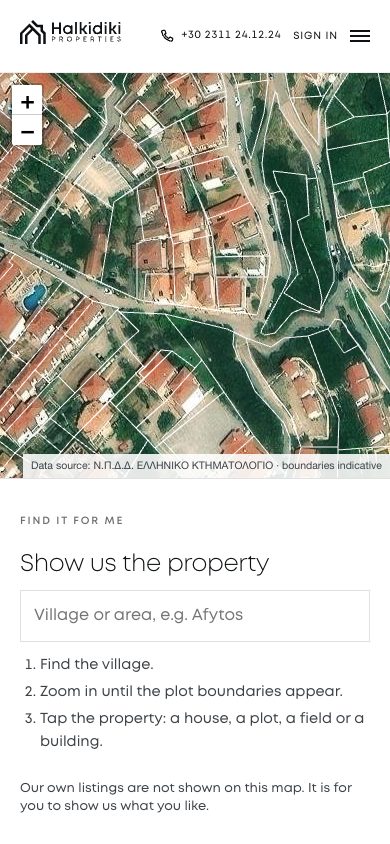 Halkidiki
PROPERTIES
+30 2311 24.12.24
SIGN IN
+
−
Data source: Ν.Π.Δ.Δ. ΕΛΛΗΝΙΚΟ ΚΤΗΜΑΤΟΛΟΓΙΟ · boundaries indicative
FIND IT FOR ME
Show us the property
Village or area, e.g. Afytos
1. Find the village.
2. Zoom in until the plot boundaries appear.
3. Tap the property: a house, a plot, a field or a
building.
Our own listings are not shown on this map. It is for
you to show us what you like.